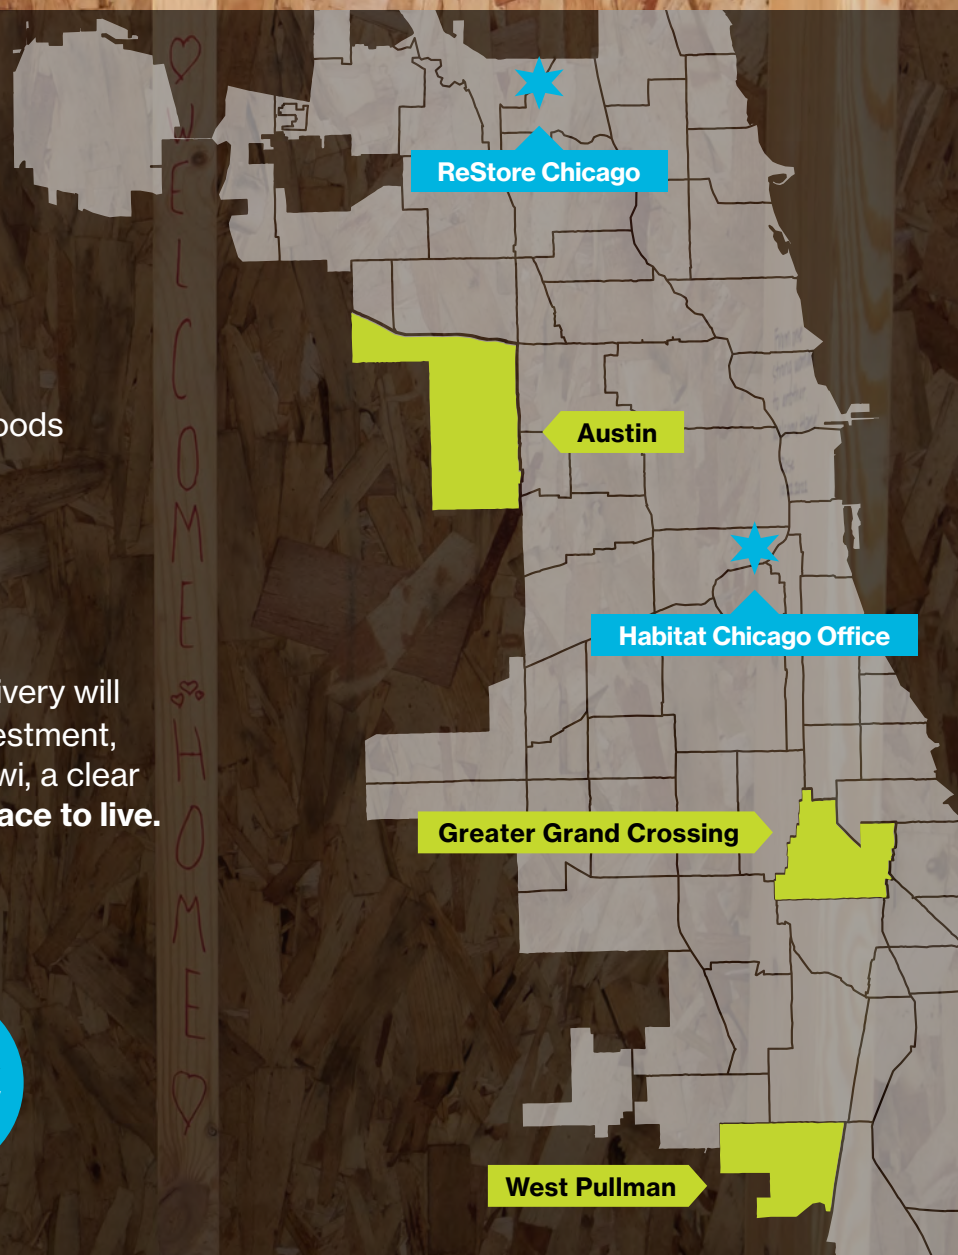 WELCOME HOME
ReStore Chicago
Austin
Habitat Chicago Office
ivery will
estment,
wi, a clear
ace to live.
Greater Grand Crossing
West Pullman